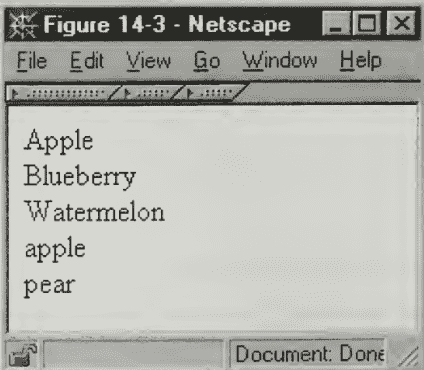 Figure 14-3 - Netscape
File Edit View Go Window Help
Apple
Blueberry
Watermelon
apple
pear
Document: Done